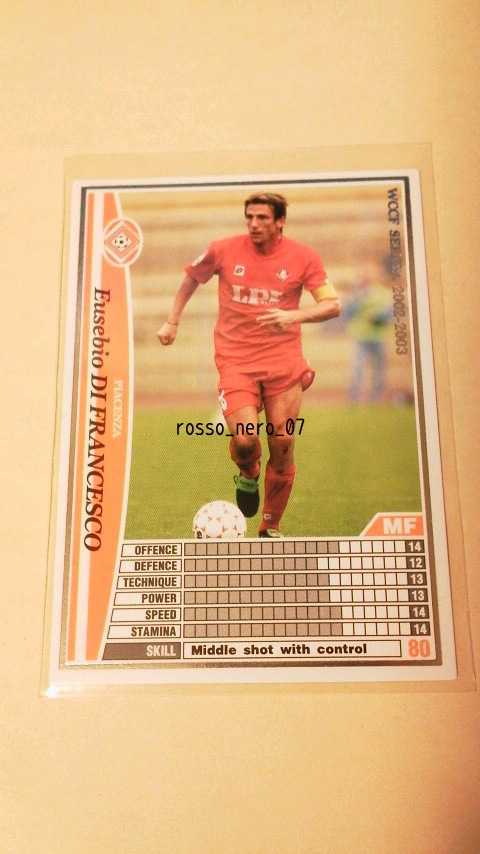 WCCF SERIE A 2002-2003
Eusebio DI FRANCESCO
PIACENZA
rosso_nero_07
MF
OFFENCE 14
DEFENCE 12
TECHNIQUE 13
POWER 13
SPEED 14
STAMINA 14
SKILL Middle shot with control 80